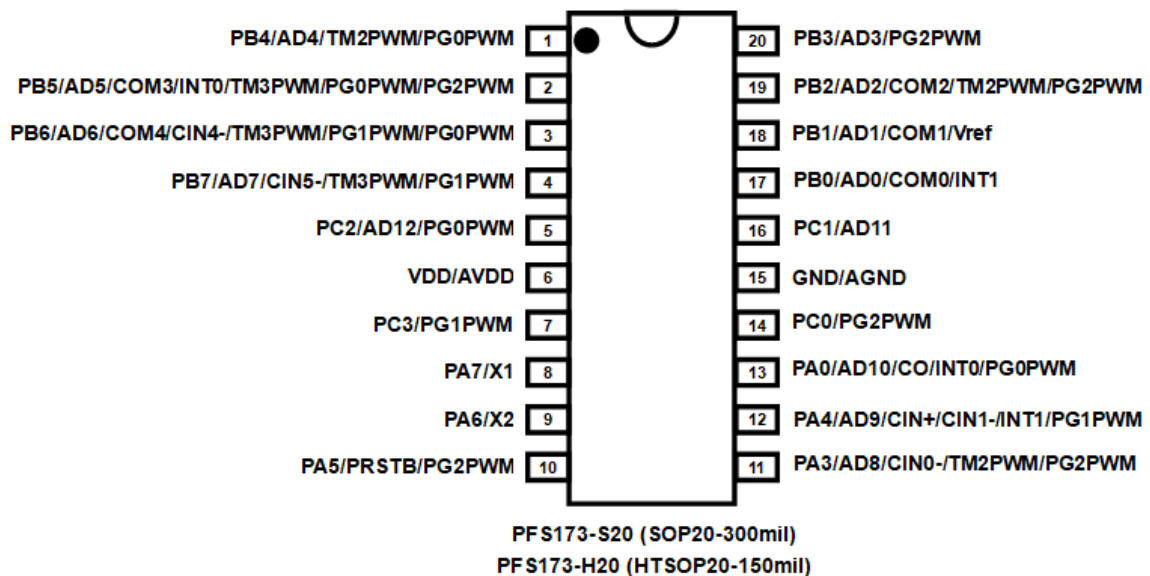 PB4/AD4/TM2PWM/PG0PWM 1 20 PB3/AD3/PG2PWM
PB5/AD5/COM3/INT0/TM3PWM/PG0PWM/PG2PWM 2 19 PB2/AD2/COM2/TM2PWM/PG2PWM
PB6/AD6/COM4/CIN4-/TM3PWM/PG1PWM/PG0PWM 3 18 PB1/AD1/COM1/Vref
PB7/AD7/CIN5-/TM3PWM/PG1PWM 4 17 PB0/AD0/COM0/INT1
PC2/AD12/PG0PWM 5 16 PC1/AD11
VDD/AVDD 6 15 GND/AGND
PC3/PG1PWM 7 14 PC0/PG2PWM
PA7/X1 8 13 PA0/AD10/CO/INT0/PG0PWM
PA6/X2 9 12 PA4/AD9/CIN+/CIN1-/INT1/PG1PWM
PA5/PRSTB/PG2PWM 10 11 PA3/AD8/CIN0-/TM2PWM/PG2PWM
PFS173-S20 (SOP20-300mil)
PFS173-H20 (HTSOP20-150mil)